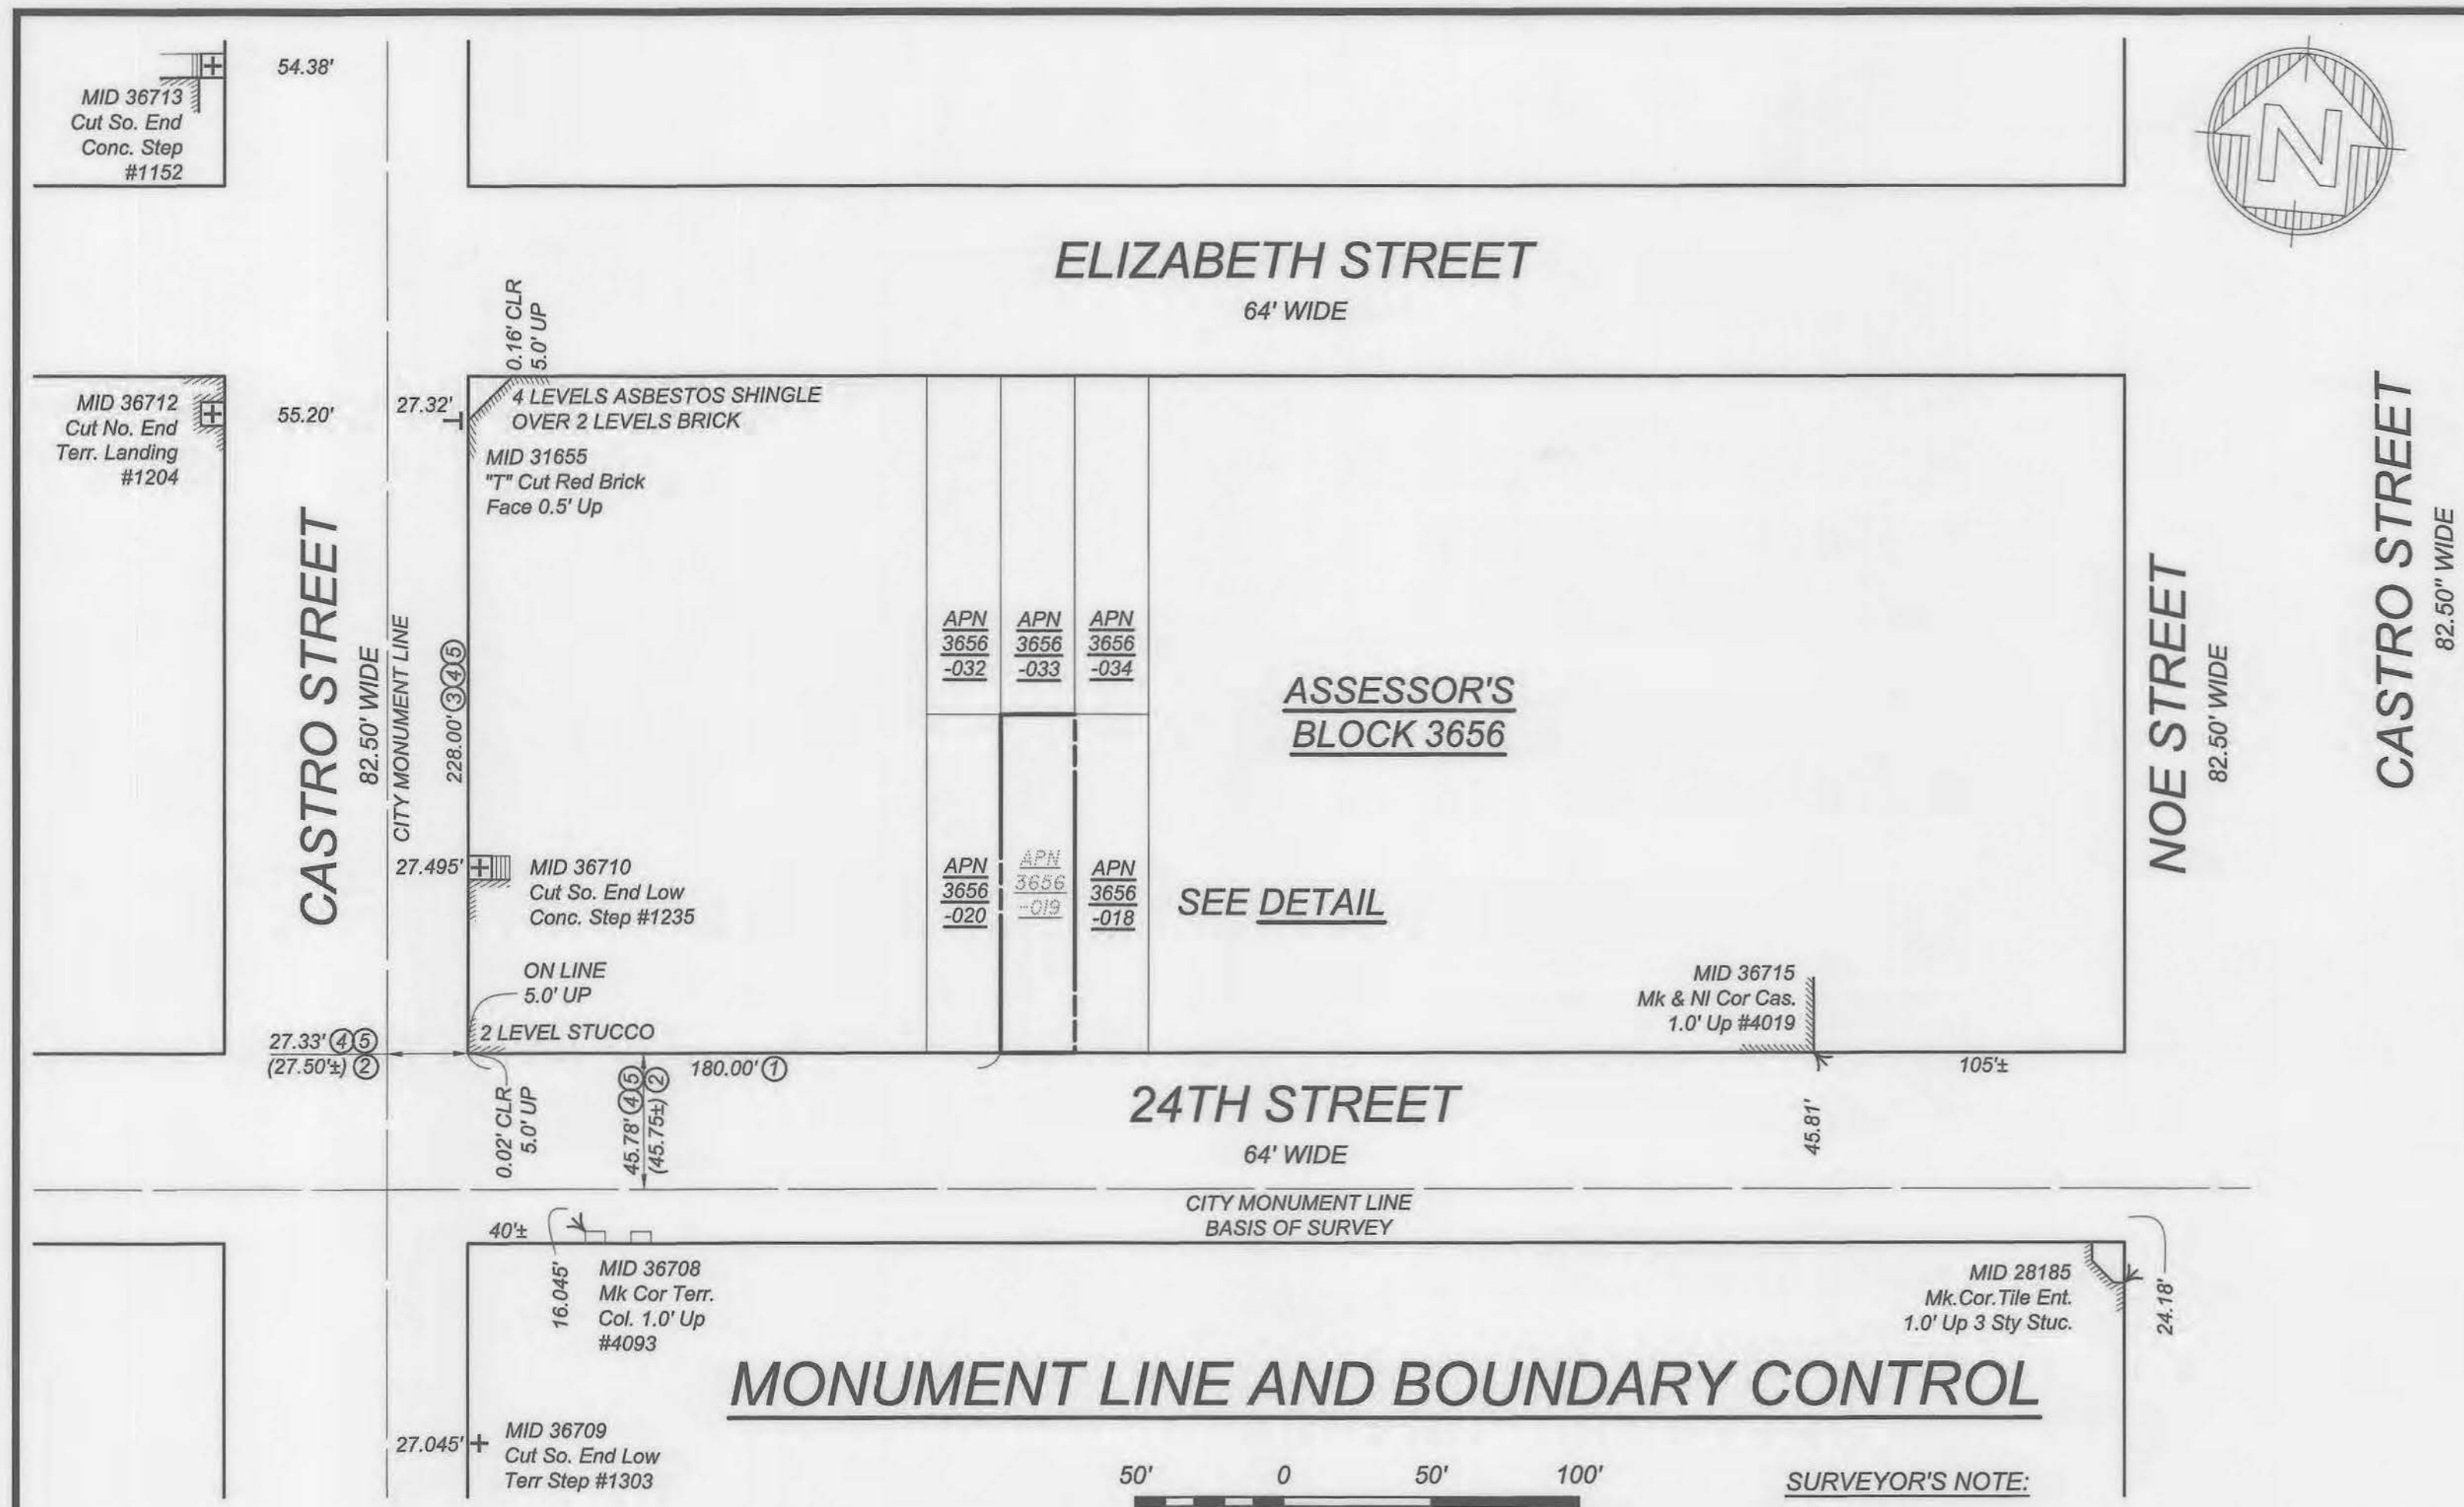 54.38'
MID 36713
Cut So. End
Conc. Step
#1152
N
ELIZABETH STREET
64' WIDE
0.16' CLR
5.0' UP
MID 36712
Cut No. End
Terr. Landing
#1204
55.20'
27.32'
4 LEVELS ASBESTOS SHINGLE
OVER 2 LEVELS BRICK
MID 31655
"T" Cut Red Brick
Face 0.5' Up
CASTRO STREET
82.50' WIDE
CITY MONUMENT LINE
228.00' ③④⑤
APN
3656
-032
APN
3656
-033
APN
3656
-034
ASSESSOR'S
BLOCK 3656
NOE STREET
82.50' WIDE
CASTRO STREET
82.50" WIDE
27.495'
MID 36710
Cut So. End Low
Conc. Step #1235
APN
3656
-020
APN
3656
-019
APN
3656
-018
SEE DETAIL
ON LINE
5.0' UP
2 LEVEL STUCCO
MID 36715
Mk & Nl Cor Cas.
1.0' Up #4019
27.33' ④⑤
(27.50'±) ②
0.02' CLR
5.0' UP
45.78' ④⑤
(45.75±) ②
180.00' ①
24TH STREET
64' WIDE
45.81'
105'±
CITY MONUMENT LINE
BASIS OF SURVEY
40'±
16.045'
MID 36708
Mk Cor Terr.
Col. 1.0' Up
#4093
MID 28185
Mk.Cor.Tile Ent.
1.0' Up 3 Sty Stuc.
24.18'
MONUMENT LINE AND BOUNDARY CONTROL
27.045'
MID 36709
Cut So. End Low
Terr Step #1303
50' 0 50' 100'
SURVEYOR'S NOTE: